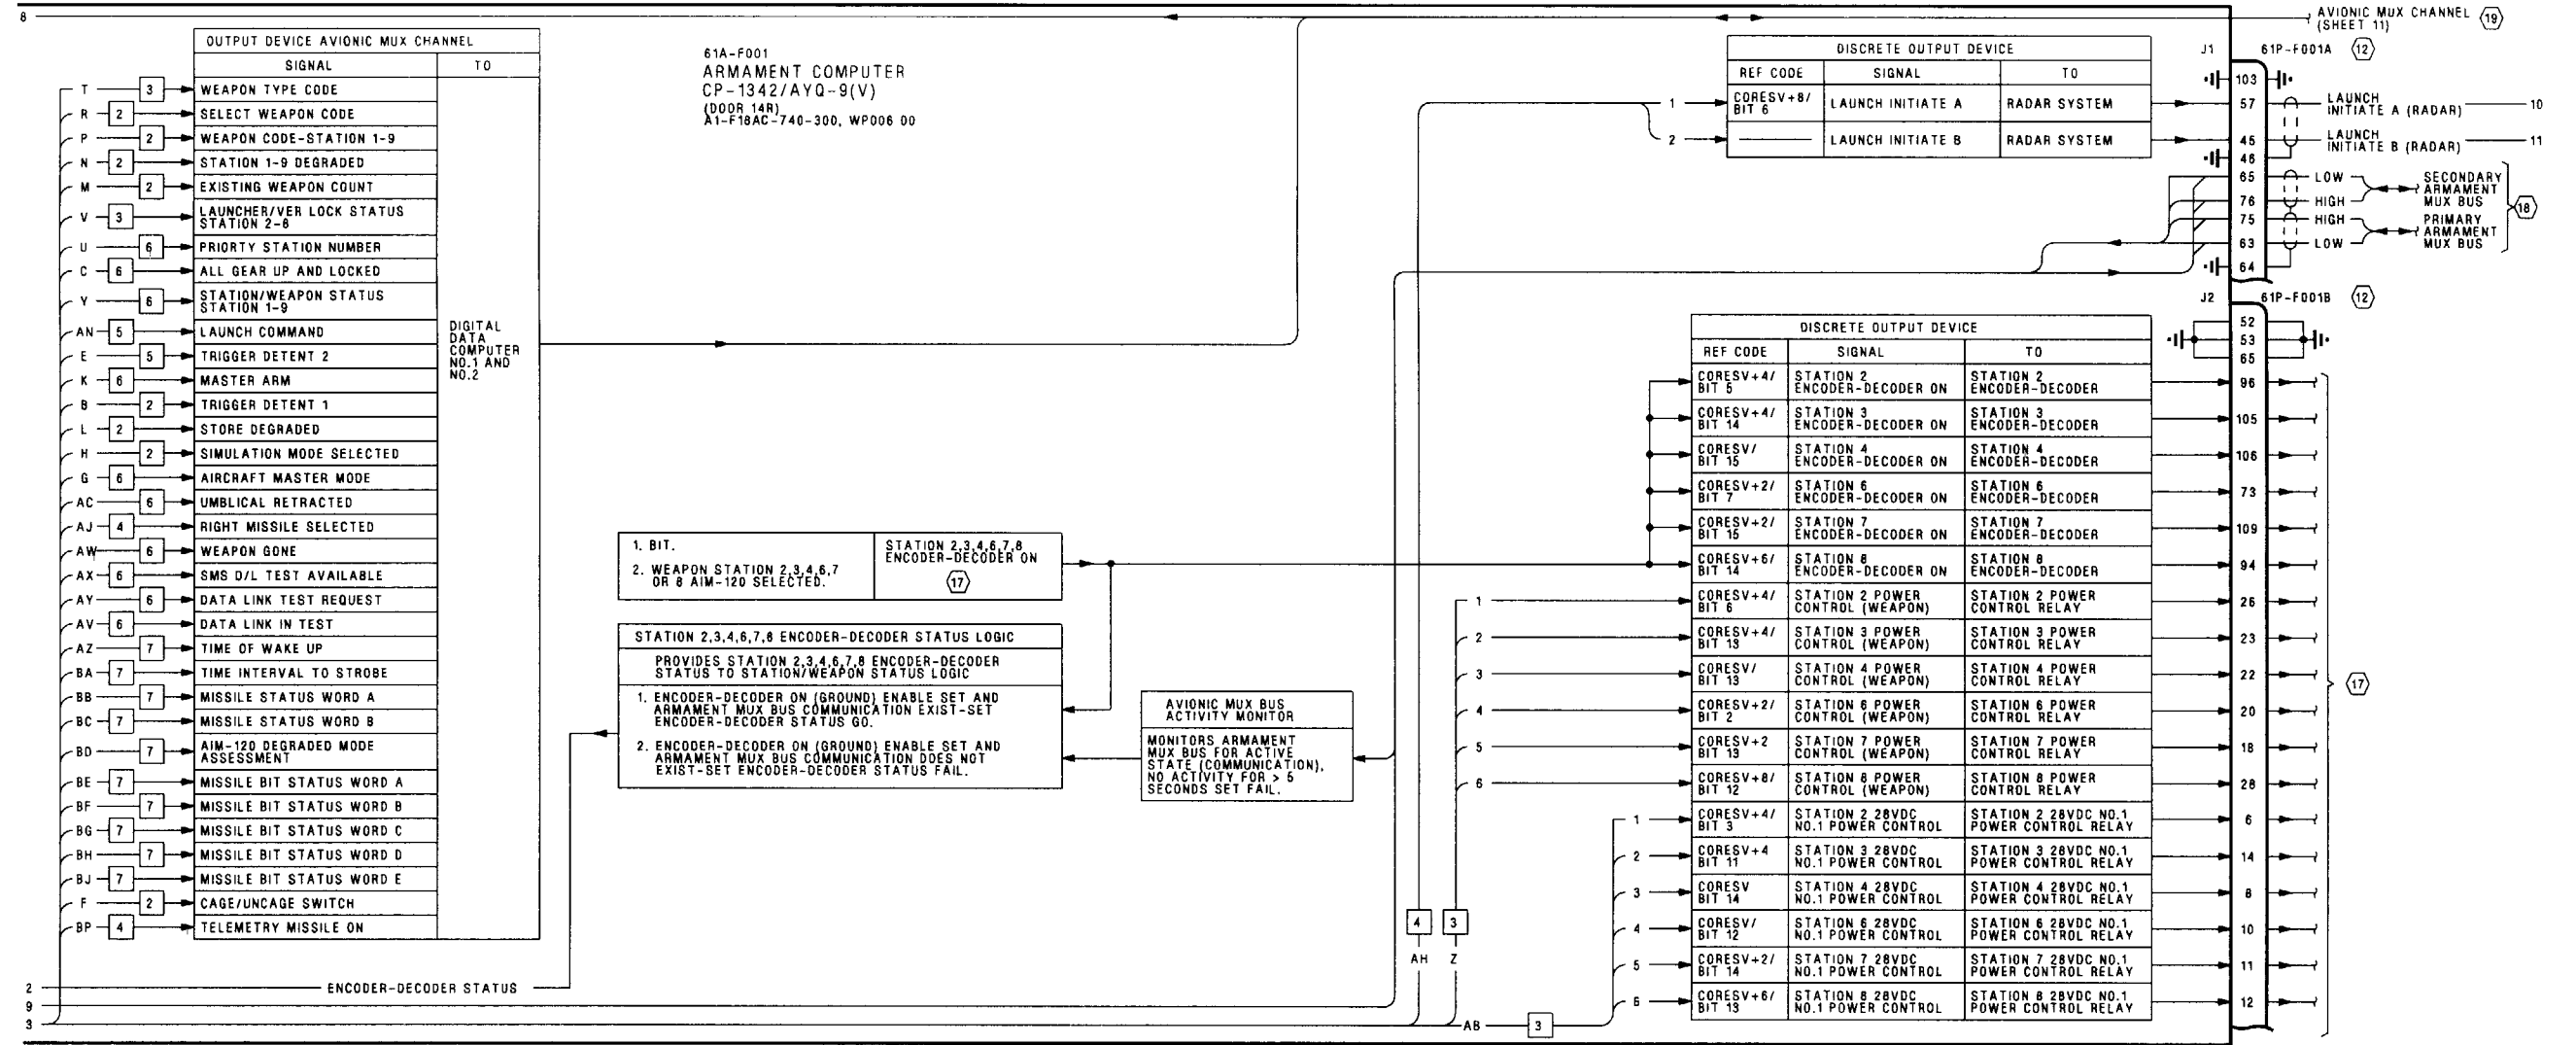 8
AVIONIC MUX CHANNEL
(SHEET 11)
19
OUTPUT DEVICE AVIONIC MUX CHANNEL
SIGNAL TO
T 3 WEAPON TYPE CODE
R 2 SELECT WEAPON CODE
P 2 WEAPON CODE-STATION 1-9
N 2 STATION 1-9 DEGRADED
M 2 EXISTING WEAPON COUNT
V 3 LAUNCHER/VER LOCK STATUS
STATION 2-8
U 6 PRIORTY STATION NUMBER
C 6 ALL GEAR UP AND LOCKED
Y 6 STATION/WEAPON STATUS
STATION 1-9
AN 5 LAUNCH COMMAND
E 5 TRIGGER DETENT 2
K 6 MASTER ARM
B 2 TRIGGER DETENT 1
L 2 STORE DEGRADED
H 2 SIMULATION MODE SELECTED
G 6 AIRCRAFT MASTER MODE
AC 6 UMBLICAL RETRACTED
AJ 4 RIGHT MISSILE SELECTED
AW 6 WEAPON GONE
AX 6 SMS D/L TEST AVAILABLE
AY 6 DATA LINK TEST REQUEST
AV 6 DATA LINK IN TEST
AZ 7 TIME OF WAKE UP
BA 7 TIME INTERVAL TO STROBE
BB 7 MISSILE STATUS WORD A
BC 7 MISSILE STATUS WORD B
BD 7 AIM-120 DEGRADED MODE
ASSESSMENT
BE 7 MISSILE BIT STATUS WORD A
BF 7 MISSILE BIT STATUS WORD B
BG 7 MISSILE BIT STATUS WORD C
BH 7 MISSILE BIT STATUS WORD D
BJ 7 MISSILE BIT STATUS WORD E
F 2 CAGE/UNCAGE SWITCH
BP 4 TELEMETRY MISSILE ON
DIGITAL
DATA
COMPUTER
NO.1 AND
NO.2
2 ENCODER-DECODER STATUS
9
3
61A-F001
ARMAMENT COMPUTER
CP-1342/AYQ-9(V)
(DOOR 14R)
A1-F18AC-740-300, WP006 00
1. BIT.
2. WEAPON STATION 2,3,4,6,7
OR 8 AIM-120 SELECTED.
STATION 2,3,4,6,7,8
ENCODER-DECODER ON
17
STATION 2,3,4,6,7,8 ENCODER-DECODER STATUS LOGIC
PROVIDES STATION 2,3,4,6,7,8 ENCODER-DECODER
STATUS TO STATION/WEAPON STATUS LOGIC
1. ENCODER-DECODER ON (GROUND) ENABLE SET AND
ARMAMENT MUX BUS COMMUNICATION EXIST-SET
ENCODER-DECODER STATUS GO.
2. ENCODER-DECODER ON (GROUND) ENABLE SET AND
ARMAMENT MUX BUS COMMUNICATION DOES NOT
EXIST-SET ENCODER-DECODER STATUS FAIL.
AVIONIC MUX BUS
ACTIVITY MONITOR
MONITORS ARMAMENT
MUX BUS FOR ACTIVE
STATE (COMMUNICATION),
NO ACTIVITY FOR > 5
SECONDS SET FAIL.
4 3
AH Z
AB 3
DISCRETE OUTPUT DEVICE
REF CODE SIGNAL TO
1 CORESV+8/
BIT 6 LAUNCH INITIATE A RADAR SYSTEM
2 LAUNCH INITIATE B RADAR SYSTEM
J1 61P-F001A 12
103
57 LAUNCH
INITIATE A (RADAR) 10
45 LAUNCH
INITIATE B (RADAR) 11
46
65 LOW
76 HIGH
SECONDARY
ARMAMENT
MUX BUS
75 HIGH
63 LOW
PRIMARY
ARMAMENT
MUX BUS
18
64
J2 61P-F001B 12
52
53
65
DISCRETE OUTPUT DEVICE
REF CODE SIGNAL TO
CORESV+4/ STATION 2 STATION 2
BIT 5 ENCODER-DECODER ON ENCODER-DECODER 96
CORESV+4/ STATION 3 STATION 3
BIT 14 ENCODER-DECODER ON ENCODER-DECODER 105
CORESV/ STATION 4 STATION 4
BIT 15 ENCODER-DECODER ON ENCODER-DECODER 106
CORESV+2/ STATION 6 STATION 6
BIT 7 ENCODER-DECODER ON ENCODER-DECODER 73
CORESV+2/ STATION 7 STATION 7
BIT 15 ENCODER-DECODER ON ENCODER-DECODER 109
CORESV+6/ STATION 8 STATION 8
BIT 14 ENCODER-DECODER ON ENCODER-DECODER 94
1 CORESV+4/ STATION 2 POWER STATION 2 POWER
BIT 6 CONTROL (WEAPON) CONTROL RELAY 26
2 CORESV+4/ STATION 3 POWER STATION 3 POWER
BIT 13 CONTROL (WEAPON) CONTROL RELAY 23
3 CORESV/ STATION 4 POWER STATION 4 POWER
BIT 13 CONTROL (WEAPON) CONTROL RELAY 22
4 CORESV+2/ STATION 6 POWER STATION 6 POWER
BIT 2 CONTROL (WEAPON) CONTROL RELAY 20
5 CORESV+2 STATION 7 POWER STATION 7 POWER
BIT 13 CONTROL (WEAPON) CONTROL RELAY 18
6 CORESV+8/ STATION 8 POWER STATION 8 POWER
BIT 12 CONTROL (WEAPON) CONTROL RELAY 28
1 CORESV+4/ STATION 2 28VDC STATION 2 28VDC NO.1
BIT 3 NO.1 POWER CONTROL POWER CONTROL RELAY 6
2 CORESV+4 STATION 3 28VDC STATION 3 28VDC NO.1
BIT 11 NO.1 POWER CONTROL POWER CONTROL RELAY 14
3 CORESV STATION 4 28VDC STATION 4 28VDC NO.1
BIT 14 NO.1 POWER CONTROL POWER CONTROL RELAY 8
4 CORESV/ STATION 6 28VDC STATION 6 28VDC NO.1
BIT 12 NO.1 POWER CONTROL POWER CONTROL RELAY 10
5 CORESV+2/ STATION 7 28VDC STATION 7 28VDC NO.1
BIT 14 NO.1 POWER CONTROL POWER CONTROL RELAY 11
6 CORESV+6/ STATION 8 28VDC STATION 8 28VDC NO.1
BIT 13 NO.1 POWER CONTROL POWER CONTROL RELAY 12
17